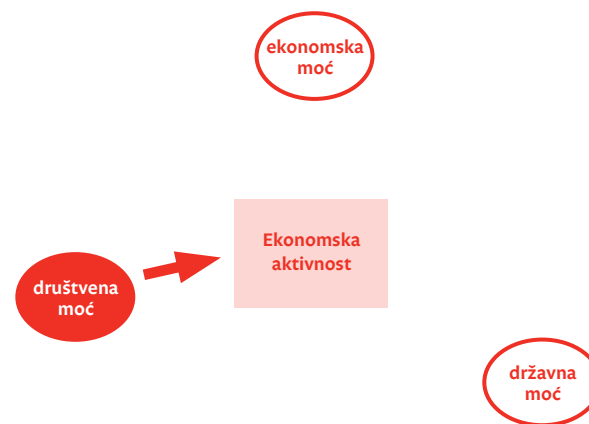 ekonomska
moć
Ekonomska
aktivnost
društvena
moć
državna
moć